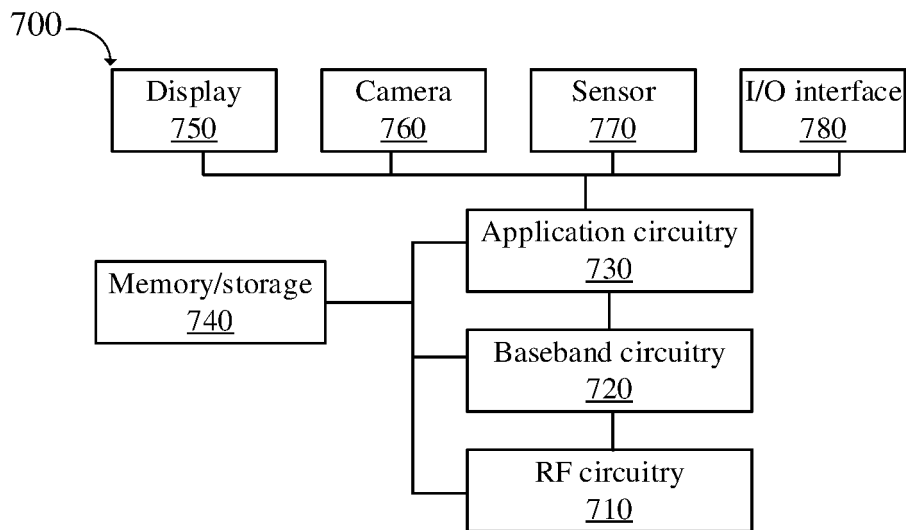 700
Display
750
Camera
760
Sensor
770
I/O interface
780
Application circuitry
730
Memory/storage
740
Baseband circuitry
720
RF circuitry
710